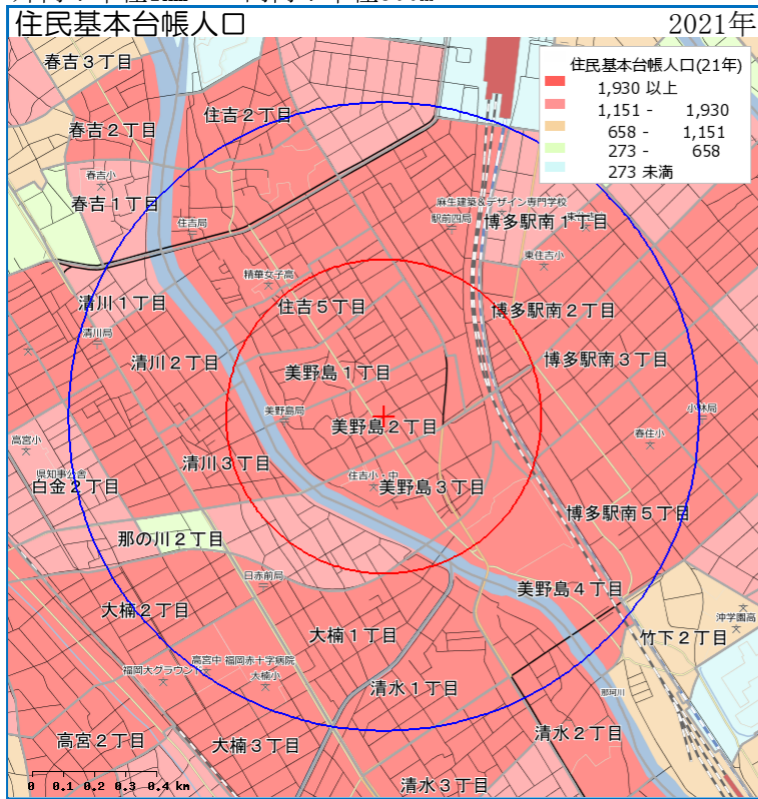 住民基本台帳人口
2021年
住民基本台帳人口(21年)
1,930 以上
1,151 - 1,930
658 - 1,151
273 - 658
273 未満
春吉3丁目
住吉2丁目
春吉2丁目
春吉小
春吉1丁目
住吉局
麻生建築&デザイン専門学校
駅前四局
博多駅南1丁目
東住吉小
精華女子高
清川1丁目
住吉5丁目
博多駅南2丁目
清川局
清川2丁目
美野島1丁目
博多駅南3丁目
美野島局
美野島2丁目
小林局
高宮小
春住小
清川3丁目
県知事公舎
白金2丁目
住吉小・中
美野島3丁目
博多駅南5丁目
那の川2丁目
日赤前局
美野島4丁目
大楠2丁目
沖学園高
大楠1丁目
竹下2丁目
高宮中
福岡赤十字病院
福岡大グラウンド
大楠小
清水1丁目
那珂川
高宮2丁目
大楠3丁目
清水2丁目
清水3丁目
0 0.1 0.2 0.3 0.4 km